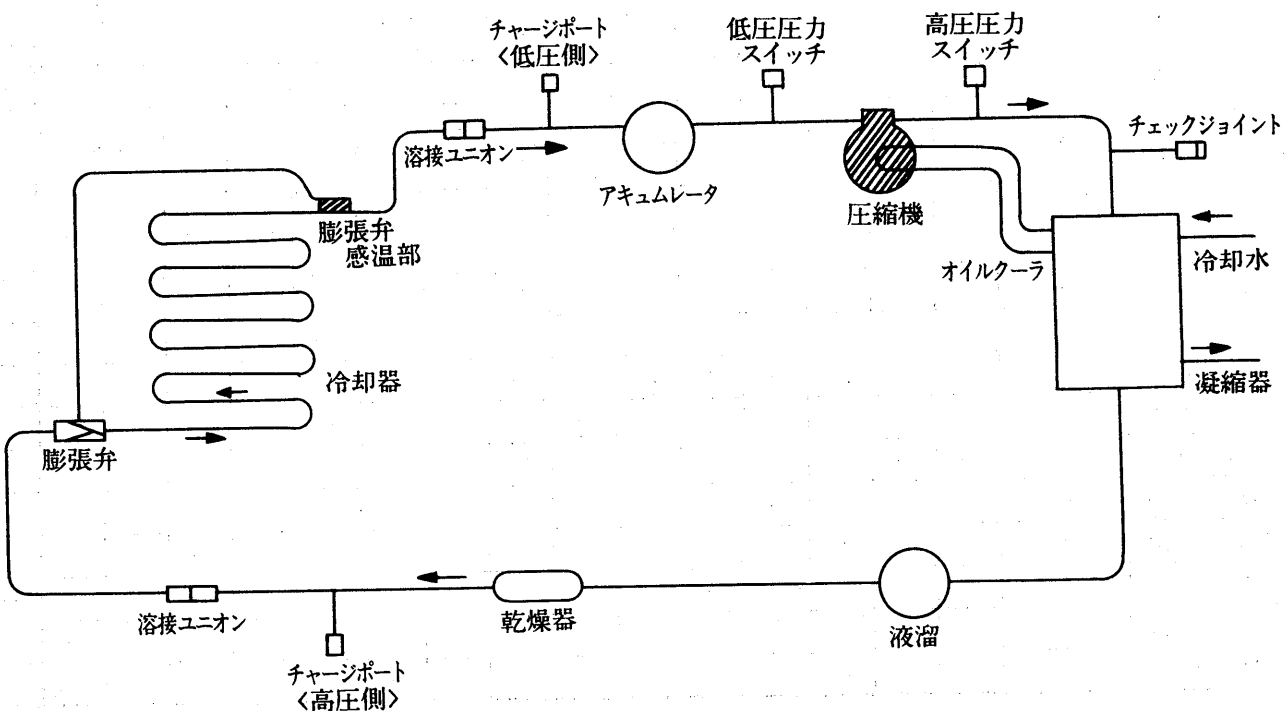 チャージポート
〈低圧側〉
低圧圧力
スイッチ
高圧圧力
スイッチ
チェックジョイント
溶接ユニオン
アキュムレータ
圧縮機
膨張弁
感温部
オイルクーラ
冷却水
冷却器
凝縮器
膨張弁
溶接ユニオン
乾燥器
液溜
チャージポート
〈高圧側〉